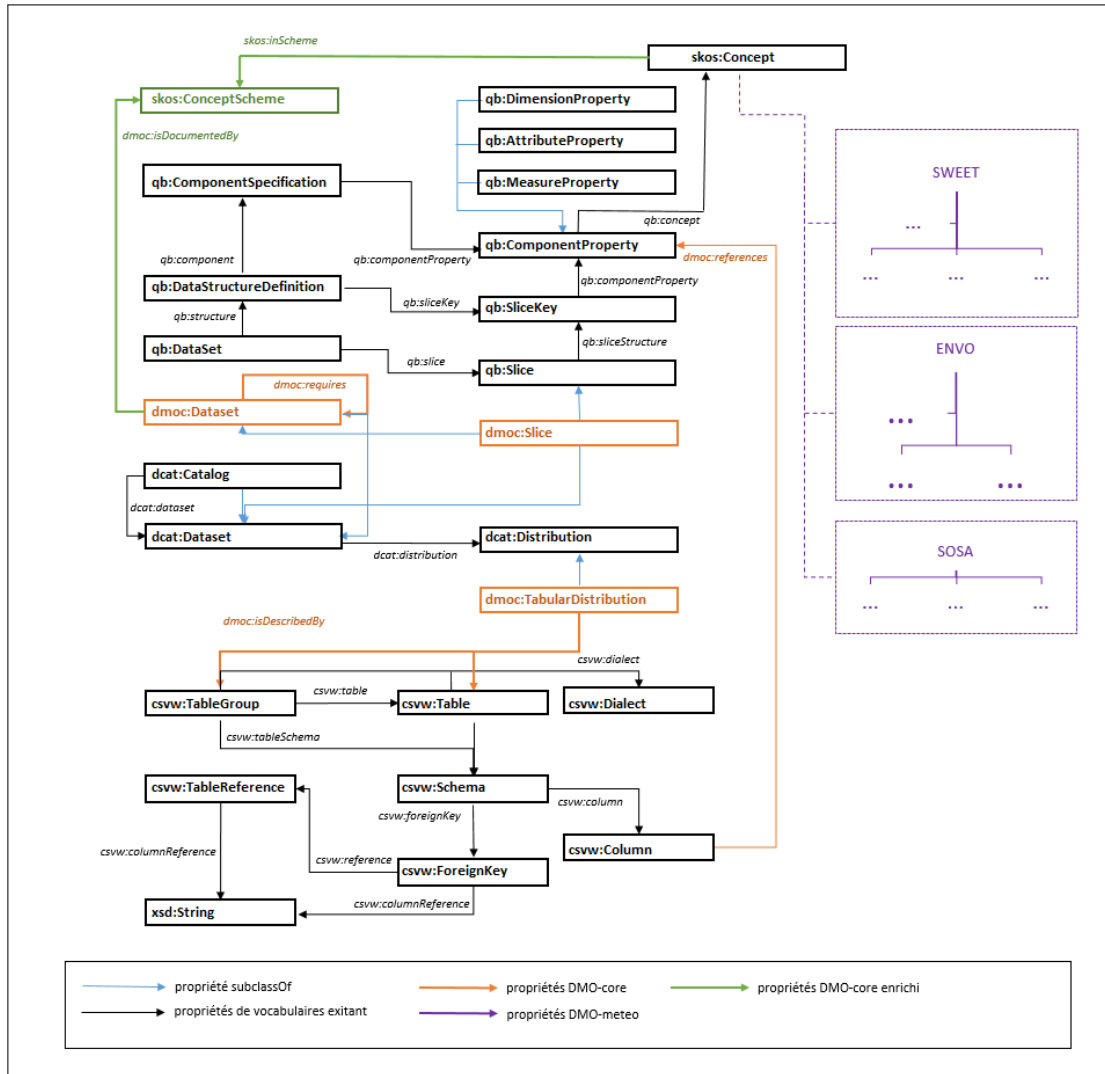 skos:inScheme
skos:Concept
skos:ConceptScheme
qb:DimensionProperty
dmoc:isDocumentedBy
qb:AttributeProperty
SWEET
qb:ComponentSpecification
qb:MeasureProperty
qb:concept
...
qb:ComponentProperty
qb:component
qb:componentProperty
dmoc:references
... ... ...
qb:componentProperty
qb:DataStructureDefinition
qb:sliceKey
qb:SliceKey
qb:structure
qb:sliceStructure
qb:DataSet
qb:slice
qb:Slice
ENVO
dmoc:requires
dmoc:Dataset
dmoc:Slice
...
dcat:Catalog
... ...
dcat:dataset
dcat:Dataset
dcat:distribution
dcat:Distribution
SOSA
dmoc:TabularDistribution
... ... ...
dmoc:isDescribedBy
csvw:dialect
csvw:TableGroup
csvw:table
csvw:Table
csvw:Dialect
csvw:tableSchema
csvw:TableReference
csvw:Schema
csvw:column
csvw:foreignKey
csvw:columnReference
csvw:reference
csvw:Column
csvw:ForeignKey
csvw:columnReference
xsd:String
propriété subclassOf
propriétés DMO-core
propriétés DMO-core enrichi
propriétés de vocabulaires exitant
propriétés DMO-meteo